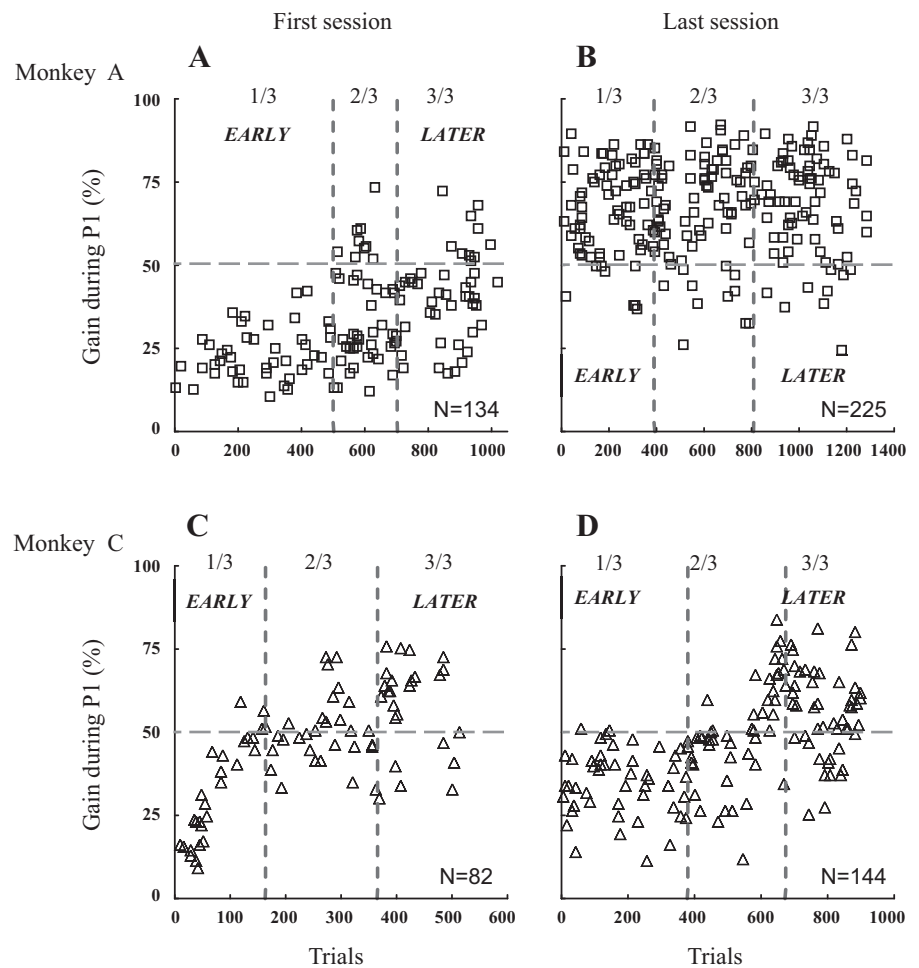 First session Last session
A B
Monkey A
1/3 2/3 3/3 1/3 2/3 3/3
100
EARLY LATER
75
50
25
0
Gain during P1 (%)
EARLY LATER
N=134 N=225
0 200 400 600 800 1000 0 200 400 600 800 1000 1200 1400
C D
Monkey C
1/3 2/3 3/3 1/3 2/3 3/3
100
EARLY LATER EARLY LATER
75
50
25
0
Gain during P1 (%)
N=82 N=144
0 100 200 300 400 500 600 0 200 400 600 800 1000
Trials Trials